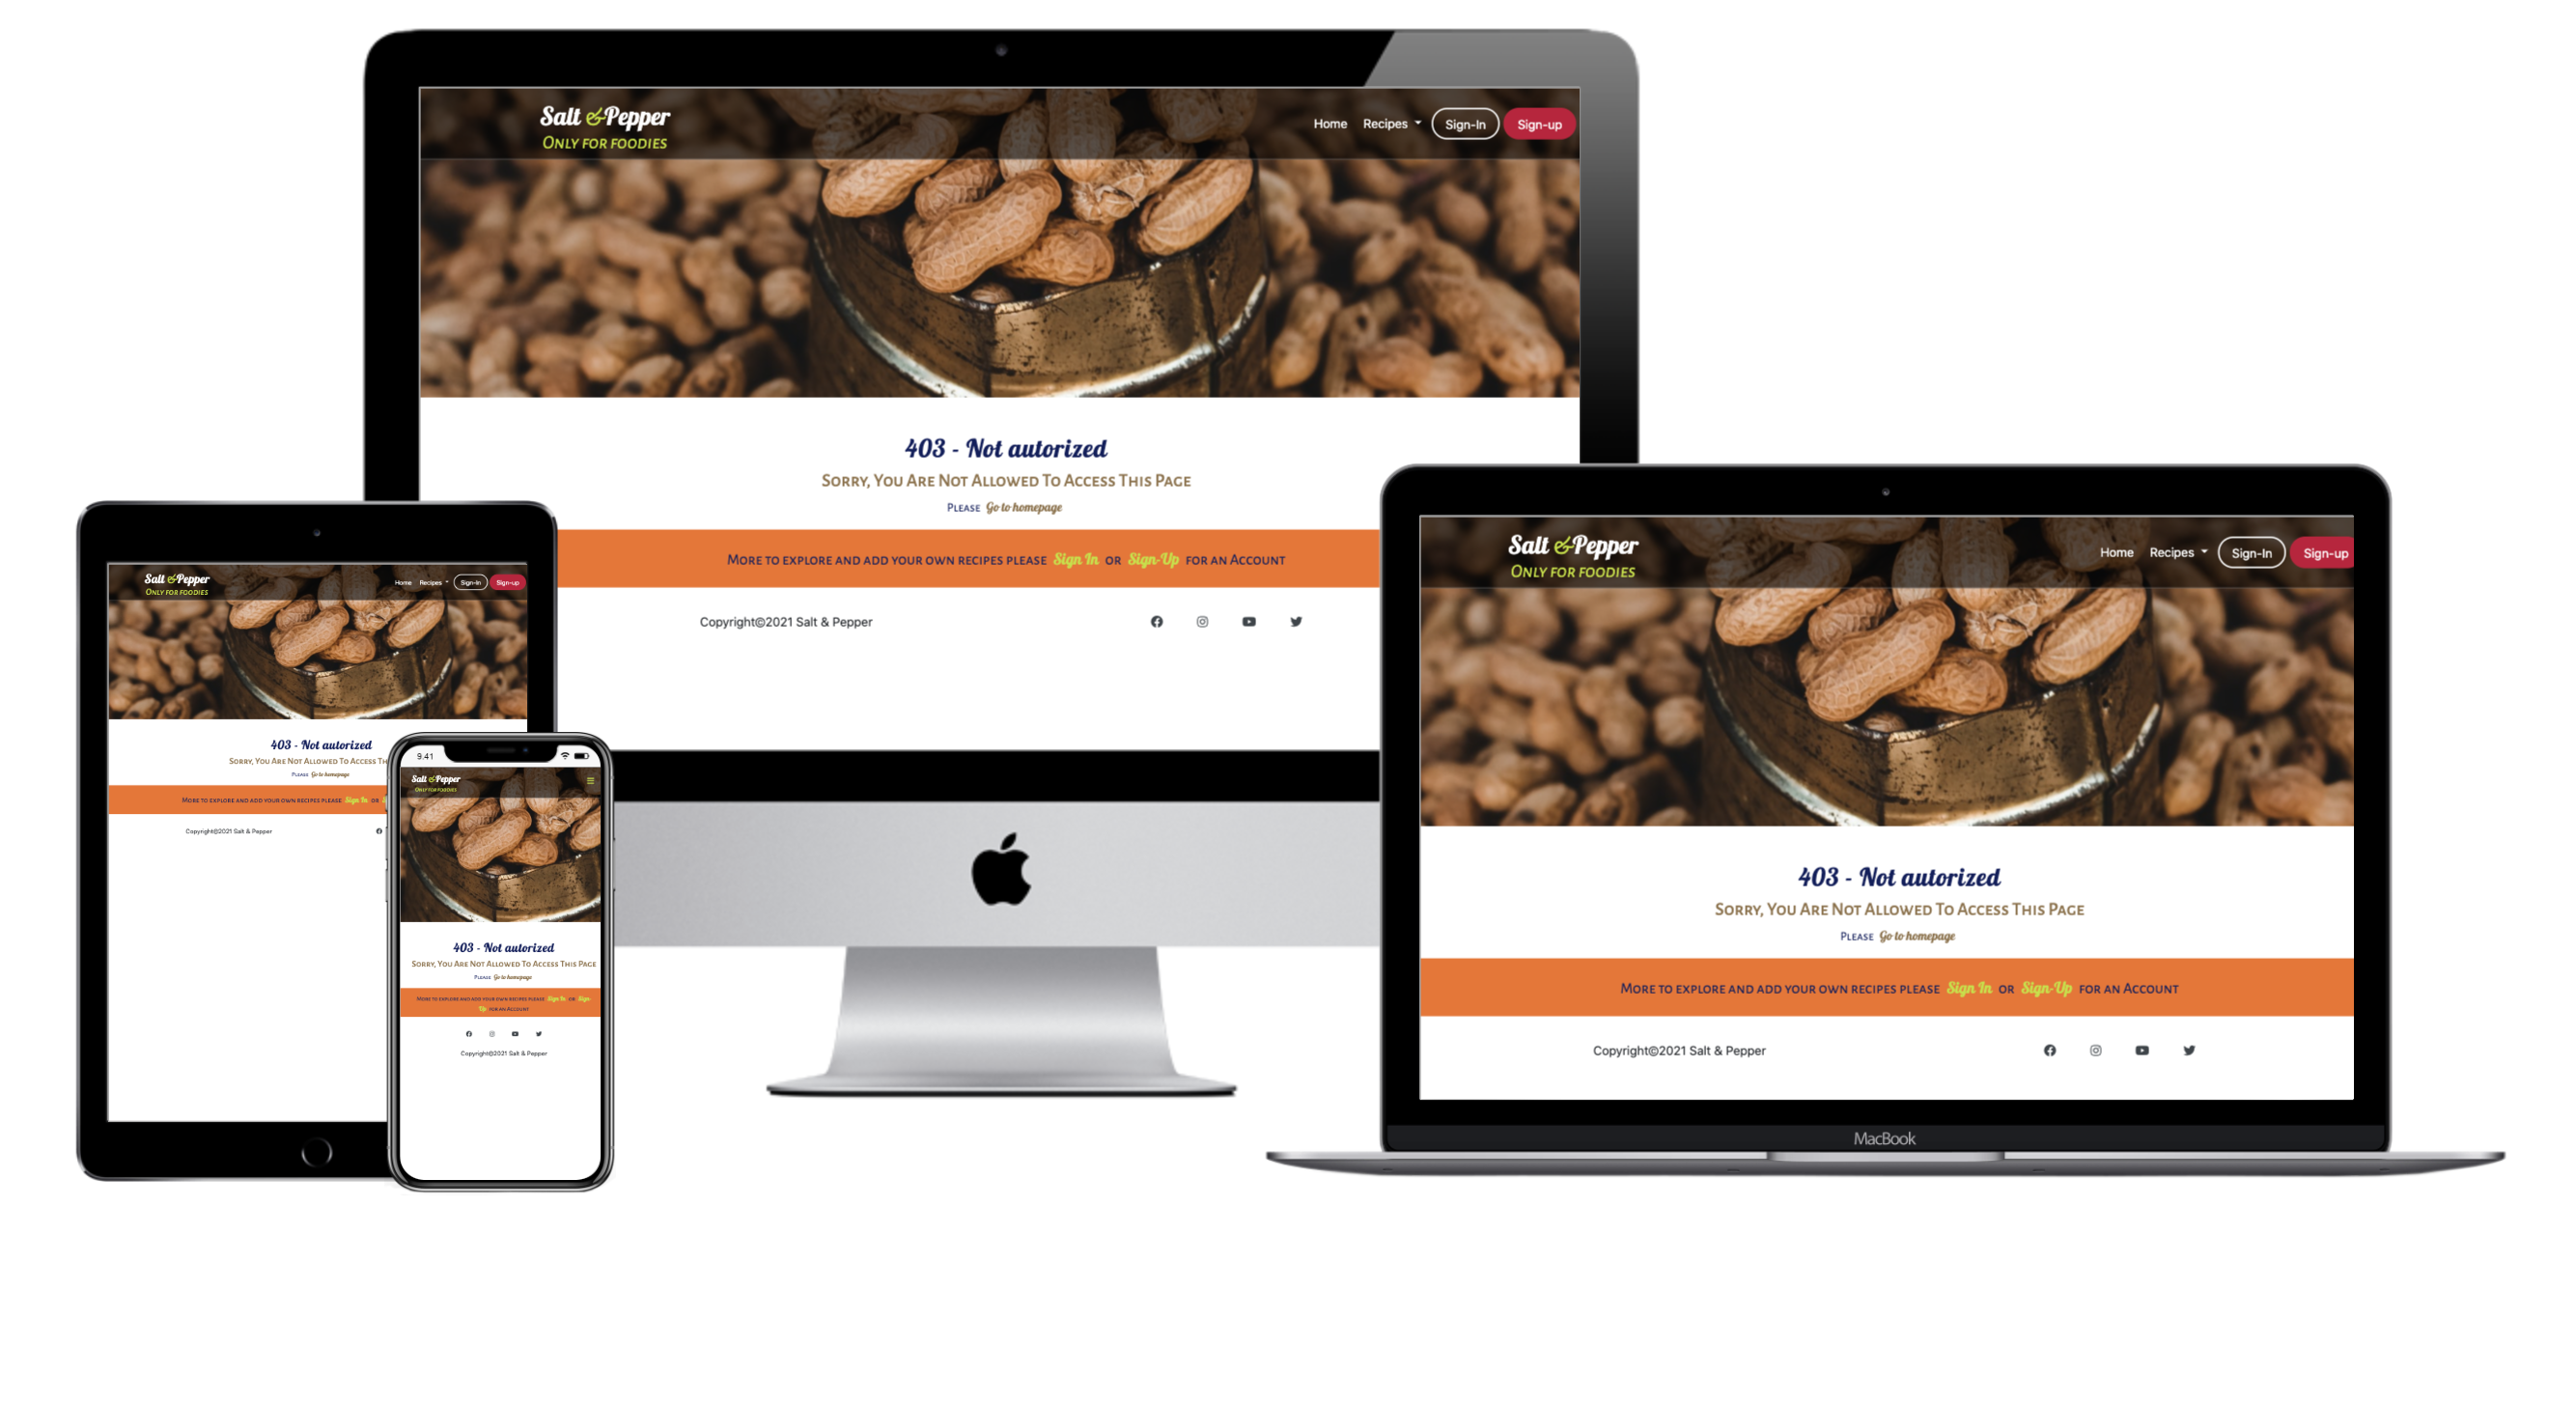 Salt & Pepper
Only for foodies
Home Recipes Sign-In Sign-up
403 - Not autorized
Sorry, You Are Not Allowed To Access This Page
Please Go to homepage
More to explore and add your own recipes please Sign In or Sign-Up for an Account
Copyright©2021 Salt & Pepper
Salt & Pepper
Only for foodies
Home Recipes Sign-In Sign-up
403 - Not autorized
Sorry, You Are Not Allowed To Access Th
Please Go to homepage
More to explore and add your own recipes please Sign In or
Copyright©2021 Salt & Pepper
9:41
Salt & Pepper
Only for foodies
403 - Not autorized
Sorry, You Are Not Allowed To Access This Page
Please Go to homepage
More to explore and add your own recipes please Sign In or Sign-
Up for an Account
Copyright©2021 Salt & Pepper
Salt & Pepper
Only for foodies
Home Recipes Sign-In Sign-up
403 - Not autorized
Sorry, You Are Not Allowed To Access This Page
Please Go to homepage
More to explore and add your own recipes please Sign In or Sign-Up for an Account
Copyright©2021 Salt & Pepper
MacBook